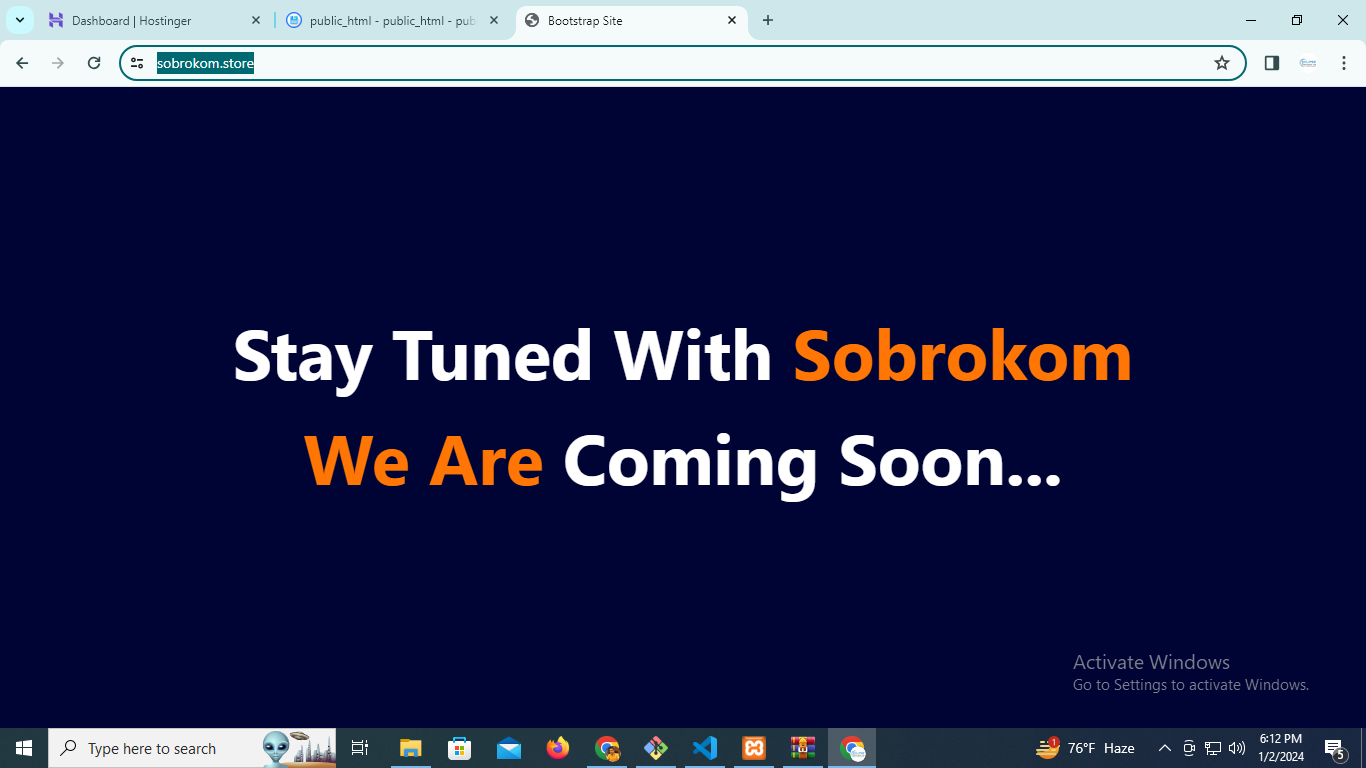 Dashboard | Hostinger
public_html - public_html - pub
Bootstrap Site
sobrokom.store
Stay Tuned With Sobrokom
We Are Coming Soon...
Activate Windows
Go to Settings to activate Windows.
Type here to search
1
76°F Haze
6:12 PM
1/2/2024
5